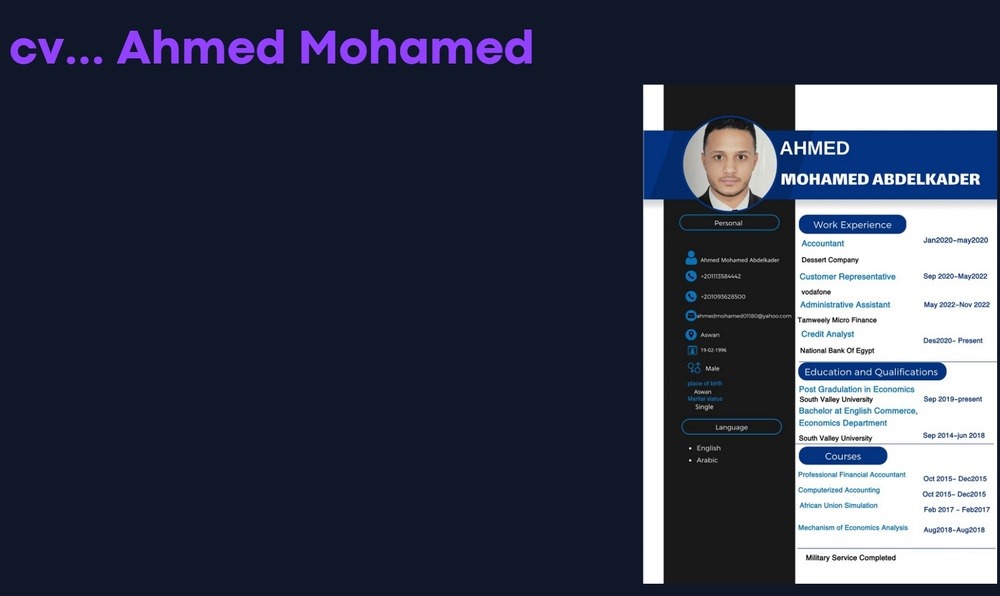 cv... Ahmed Mohamed
AHMED
MOHAMED ABDELKADER
Personal
Ahmed Mohamed Abdelkader
+201113584442
+201093628500
ahmedmohamed01180@yahoo.com
Aswan
19-02-1996
Male
place of birth
Aswan
Marital status
Single
Language
• English
• Arabic
Work Experience
Accountant Jan2020-may2020
Dessert Company
Customer Representative Sep 2020-May2022
vodafone
Administrative Assistant May 2022-Nov 2022
Tamweely Micro Finance
Credit Analyst Des2020- Present
National Bank Of Egypt
Education and Qualifications
Post Gradulation in Economics
South Valley University Sep 2019-present
Bachelor at English Commerce,
Economics Department
South Valley University Sep 2014-jun 2018
Courses
Professional Financial Accountant Oct 2015- Dec2015
Computerized Accounting Oct 2015- Dec2015
African Union Simulation Feb 2017 - Feb2017
Mechanism of Economics Analysis Aug2018-Aug2018
Military Service Completed